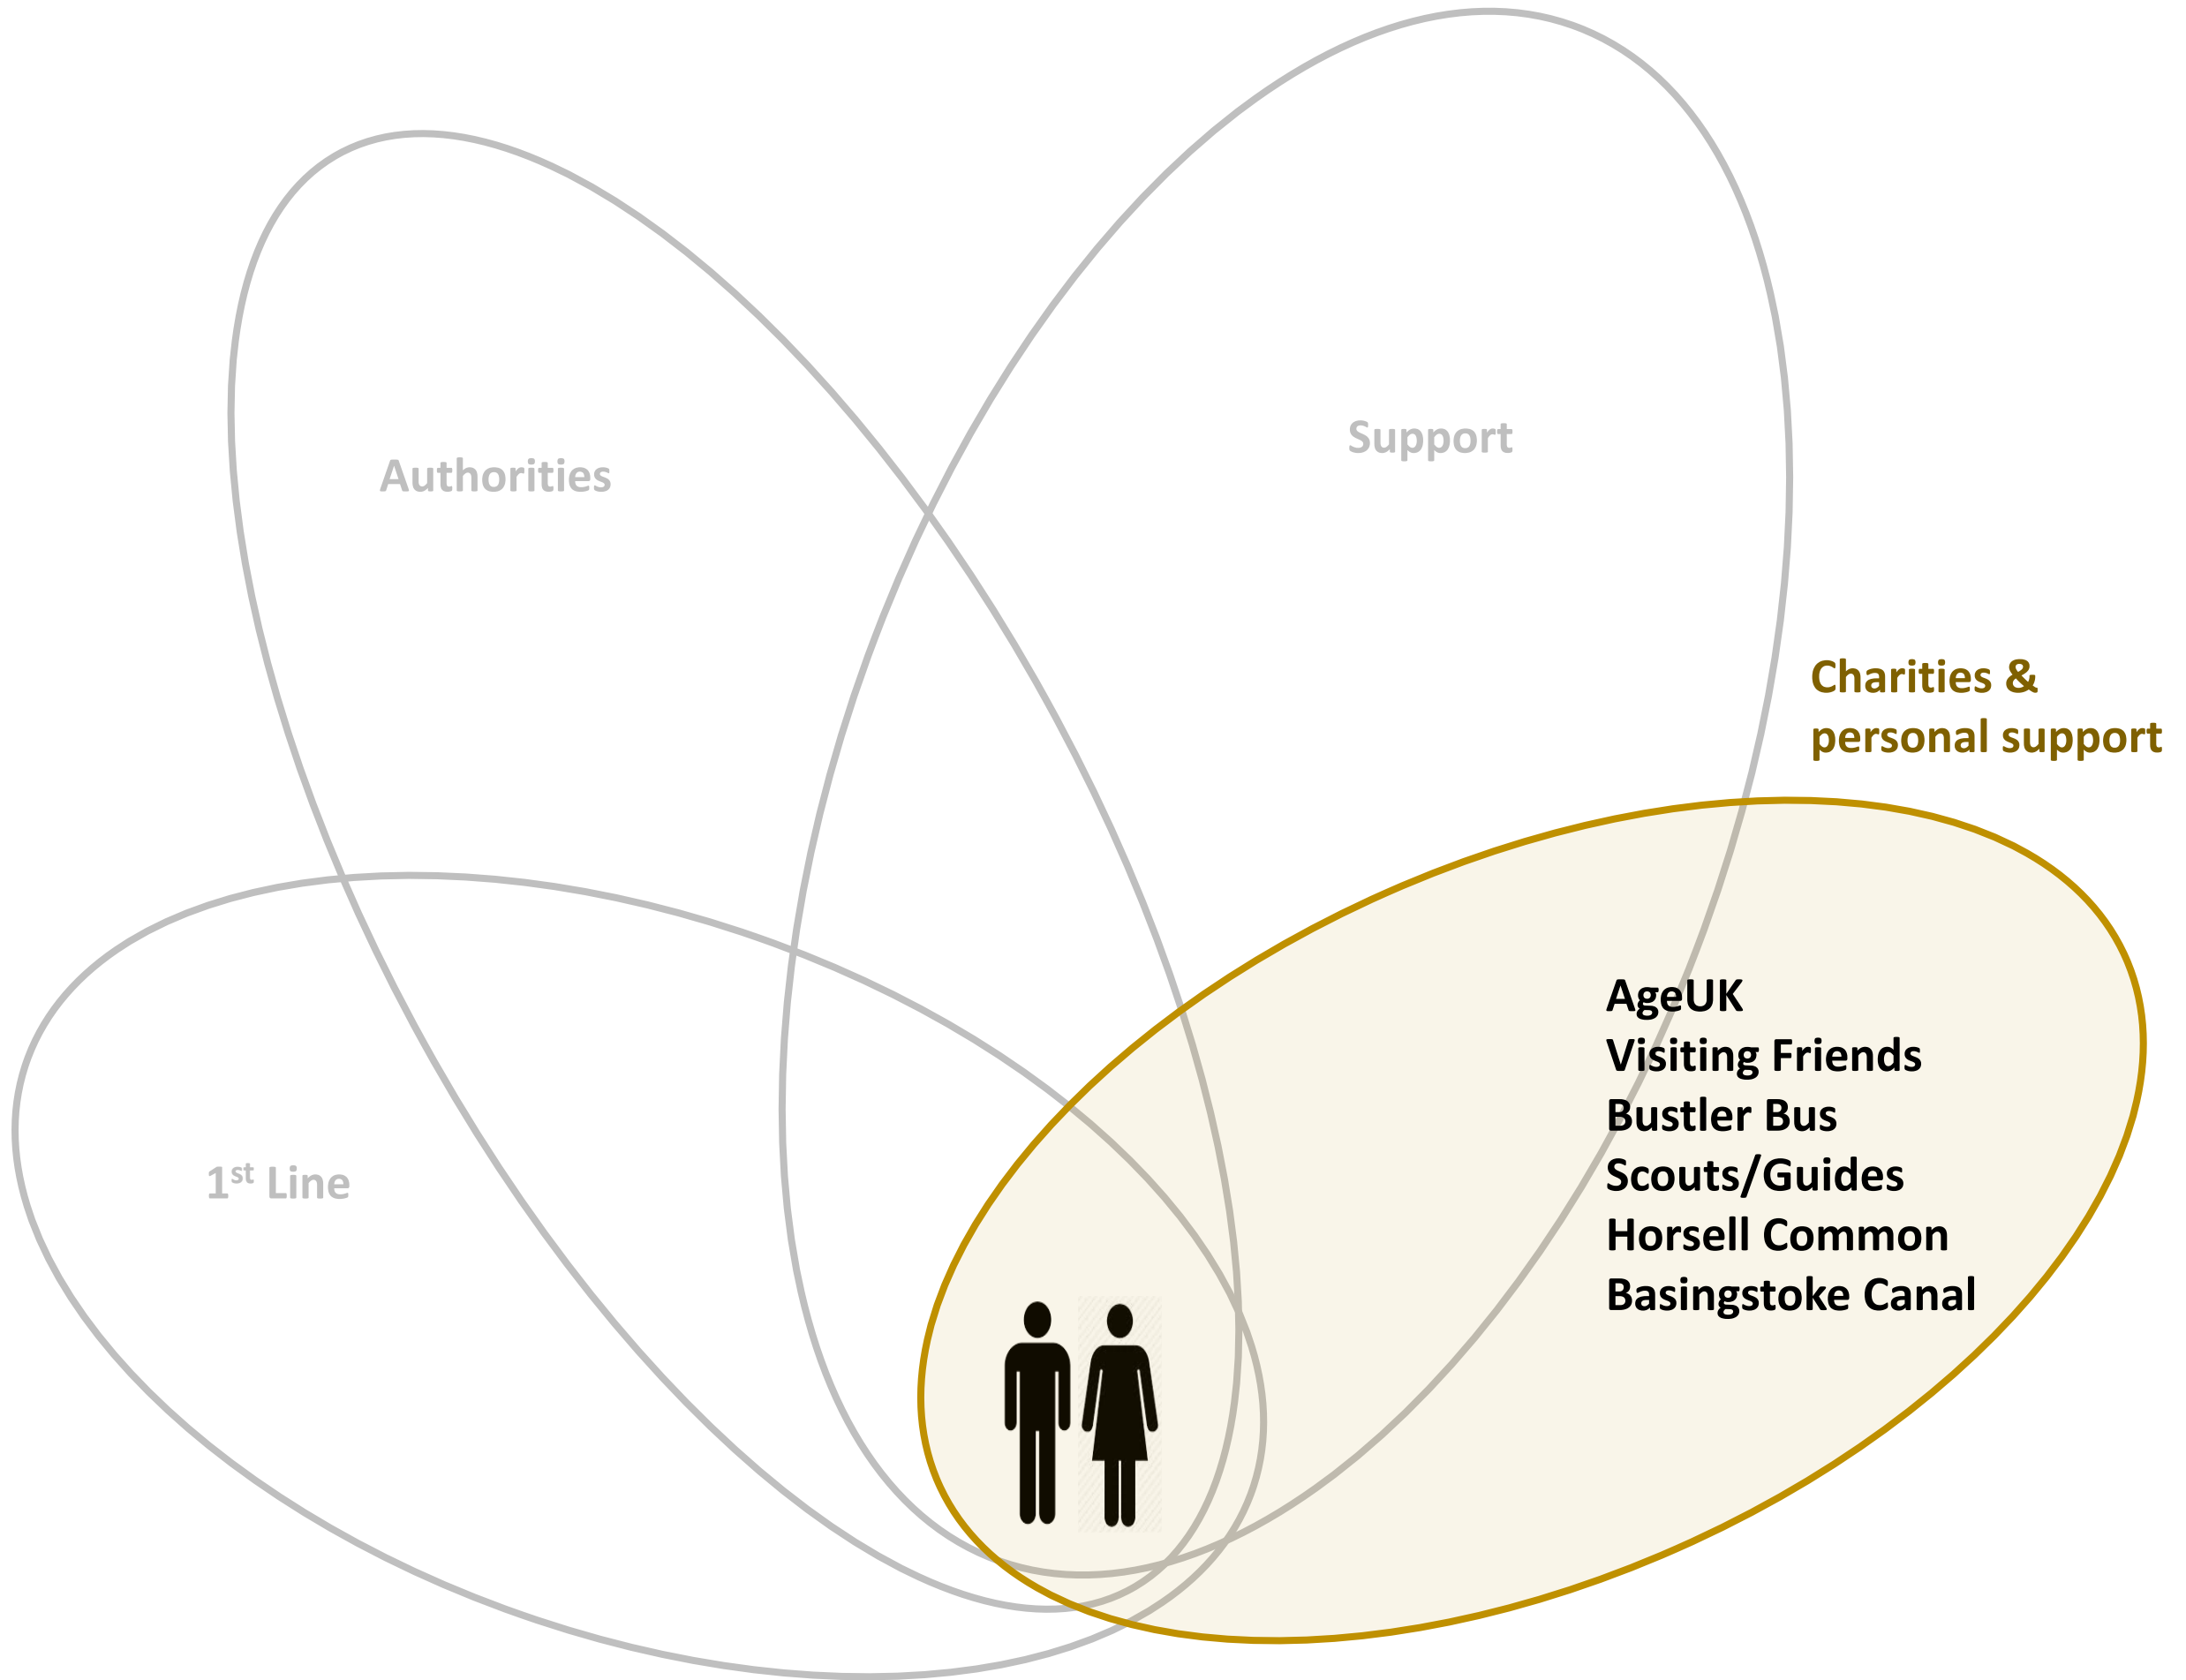 Support
Authorities
Charities &
personal support
AgeUK
Visiting Friends
Bustler Bus
1st Line
Scouts/Guides
Horsell Common
Basingstoke Canal